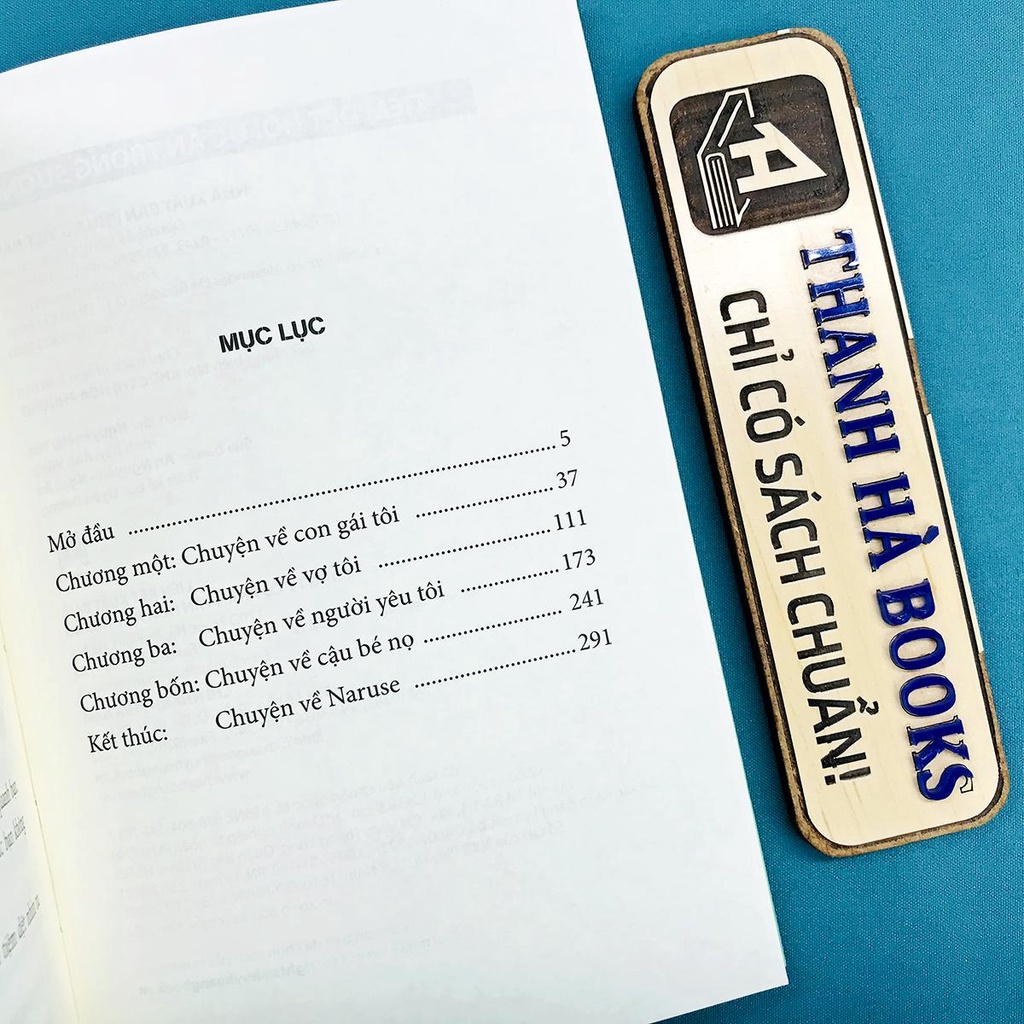 MỤC LỤC
Mở đầu ........ 5
Chương một: Chuyện về con gái tôi ........ 37
Chương hai: Chuyện về vợ tôi ........ 111
Chương ba: Chuyện về người yêu tôi ........ 173
Chương bốn: Chuyện về cậu bé nọ ........ 241
Kết thúc: Chuyện về Naruse ........ 291
A
THANH HÀ BOOKS
CHỈ CÓ SÁCH CHUẨN!